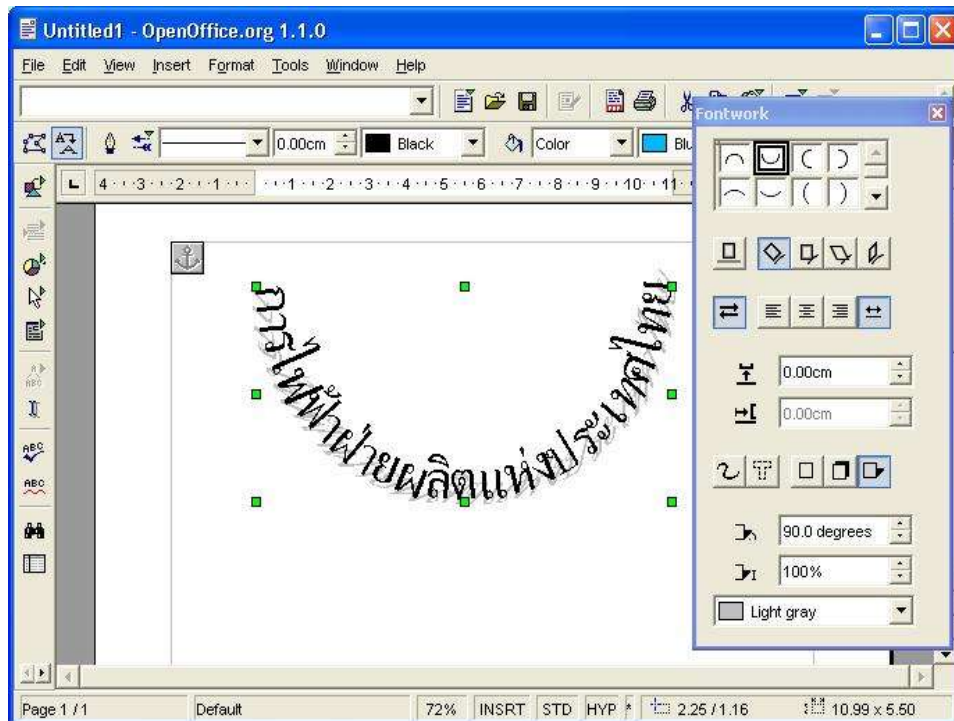 Untitled1 - OpenOffice.org 1.1.0
File Edit View Insert Format Tools Window Help
0.00cm Black Color Blu
Fontwork
4 3 2 1 1 2 3 4 5 6 7 8 9 10 11
การไฟฟ้าฝ่ายผลิตแห่งประเทศไทย
0.00cm
0.00cm
90.0 degrees
100%
Light gray
ABC
ABC
Page 1 / 1 Default 72% INSRT STD HYP * 2.25 / 1.16 10.99 x 5.50